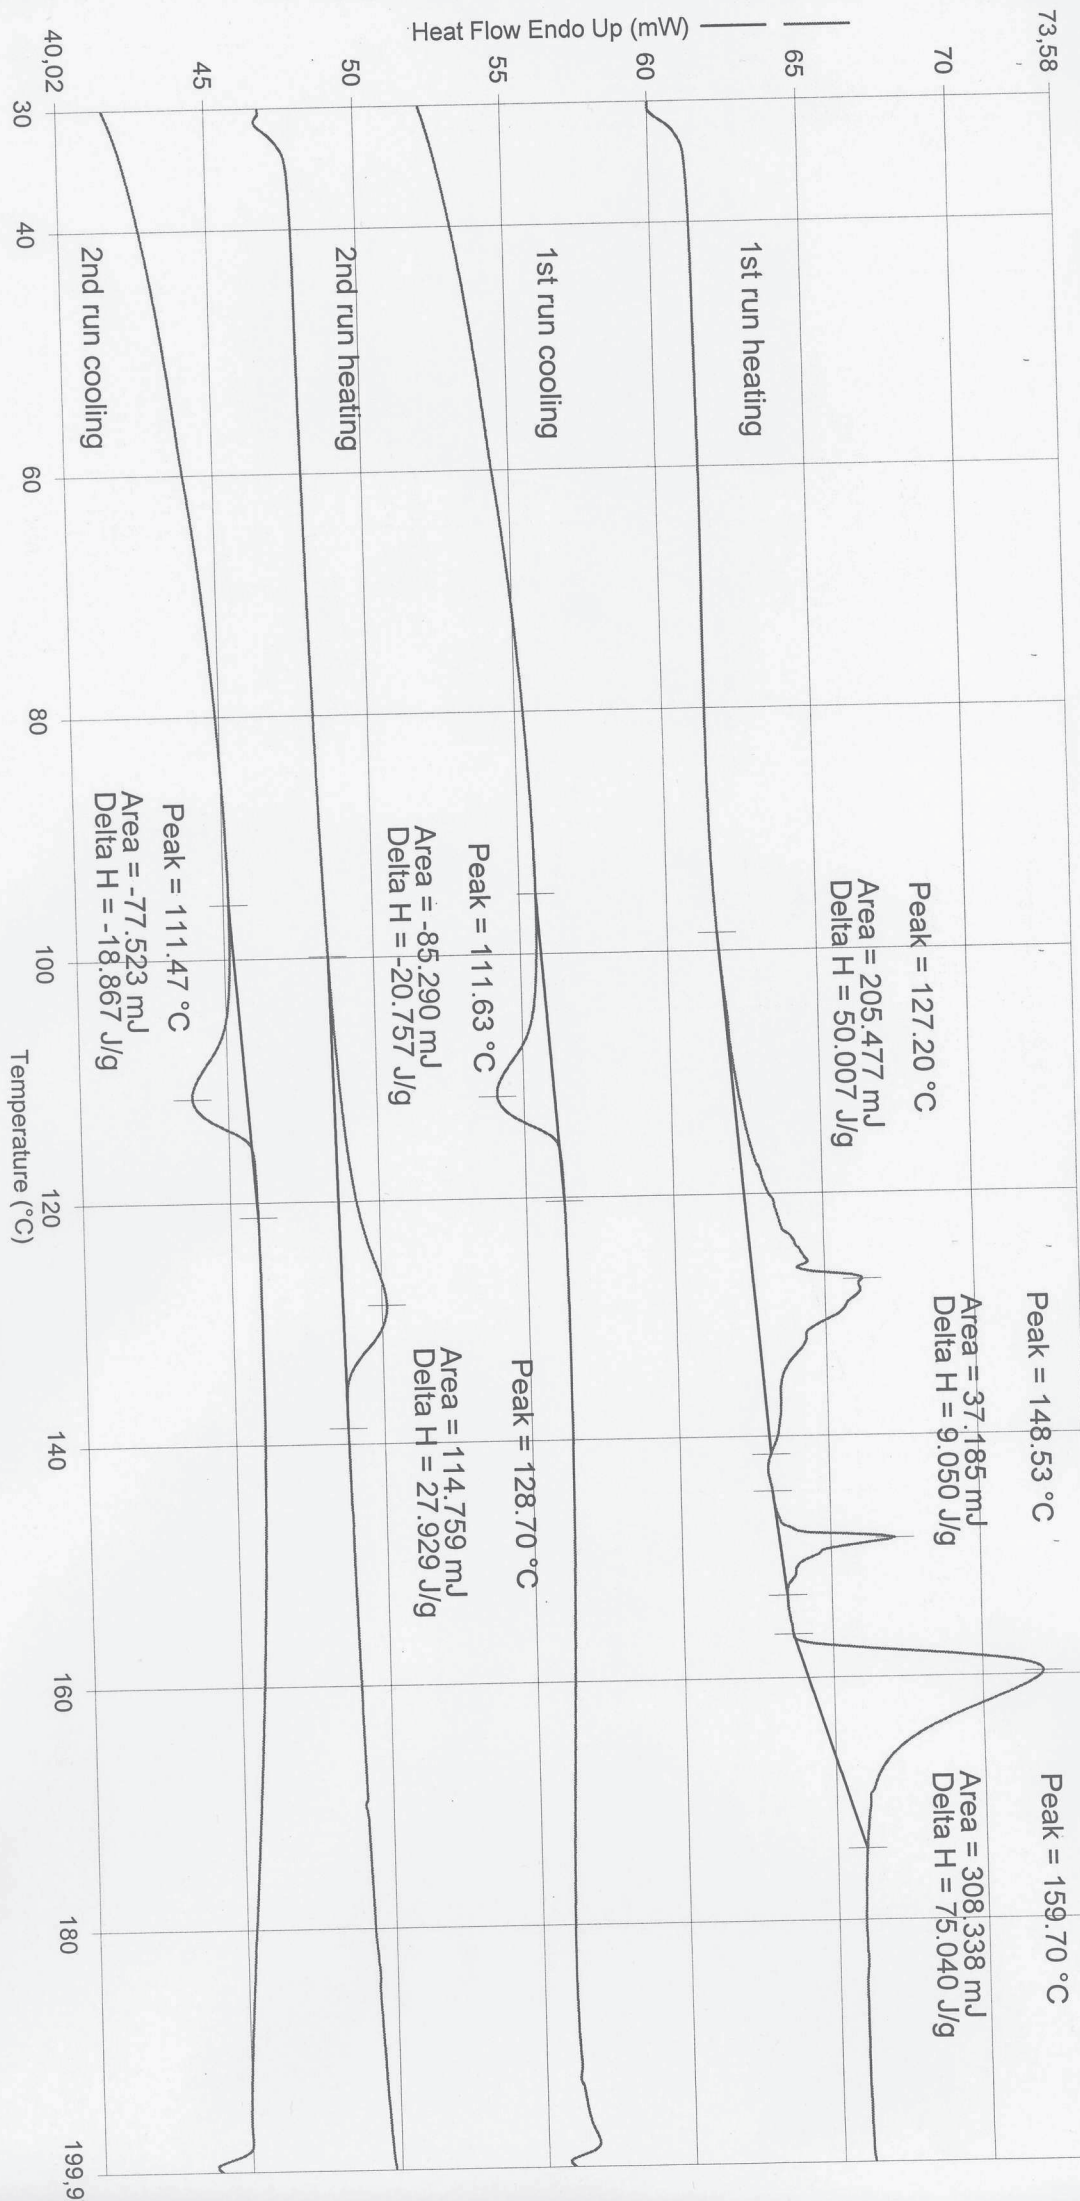 Heat Flow Endo Up (mW)
73,58
70
65
60
55
50
45
40,02
30
40
60
80
100
120
140
160
180
199,9
Temperature (°C)
1st run heating
1st run cooling
2nd run heating
2nd run cooling
Peak = 127.20 °C
Area = 205.477 mJ
Delta H = 50.007 J/g
Peak = 148.53 °C
Area = 37.185 mJ
Delta H = 9.050 J/g
Peak = 159.70 °C
Area = 308.338 mJ
Delta H = 75.040 J/g
Peak = 111.63 °C
Area = -85.290 mJ
Delta H = -20.757 J/g
Peak = 128.70 °C
Area = 114.759 mJ
Delta H = 27.929 J/g
Peak = 111.47 °C
Area = -77.523 mJ
Delta H = -18.867 J/g